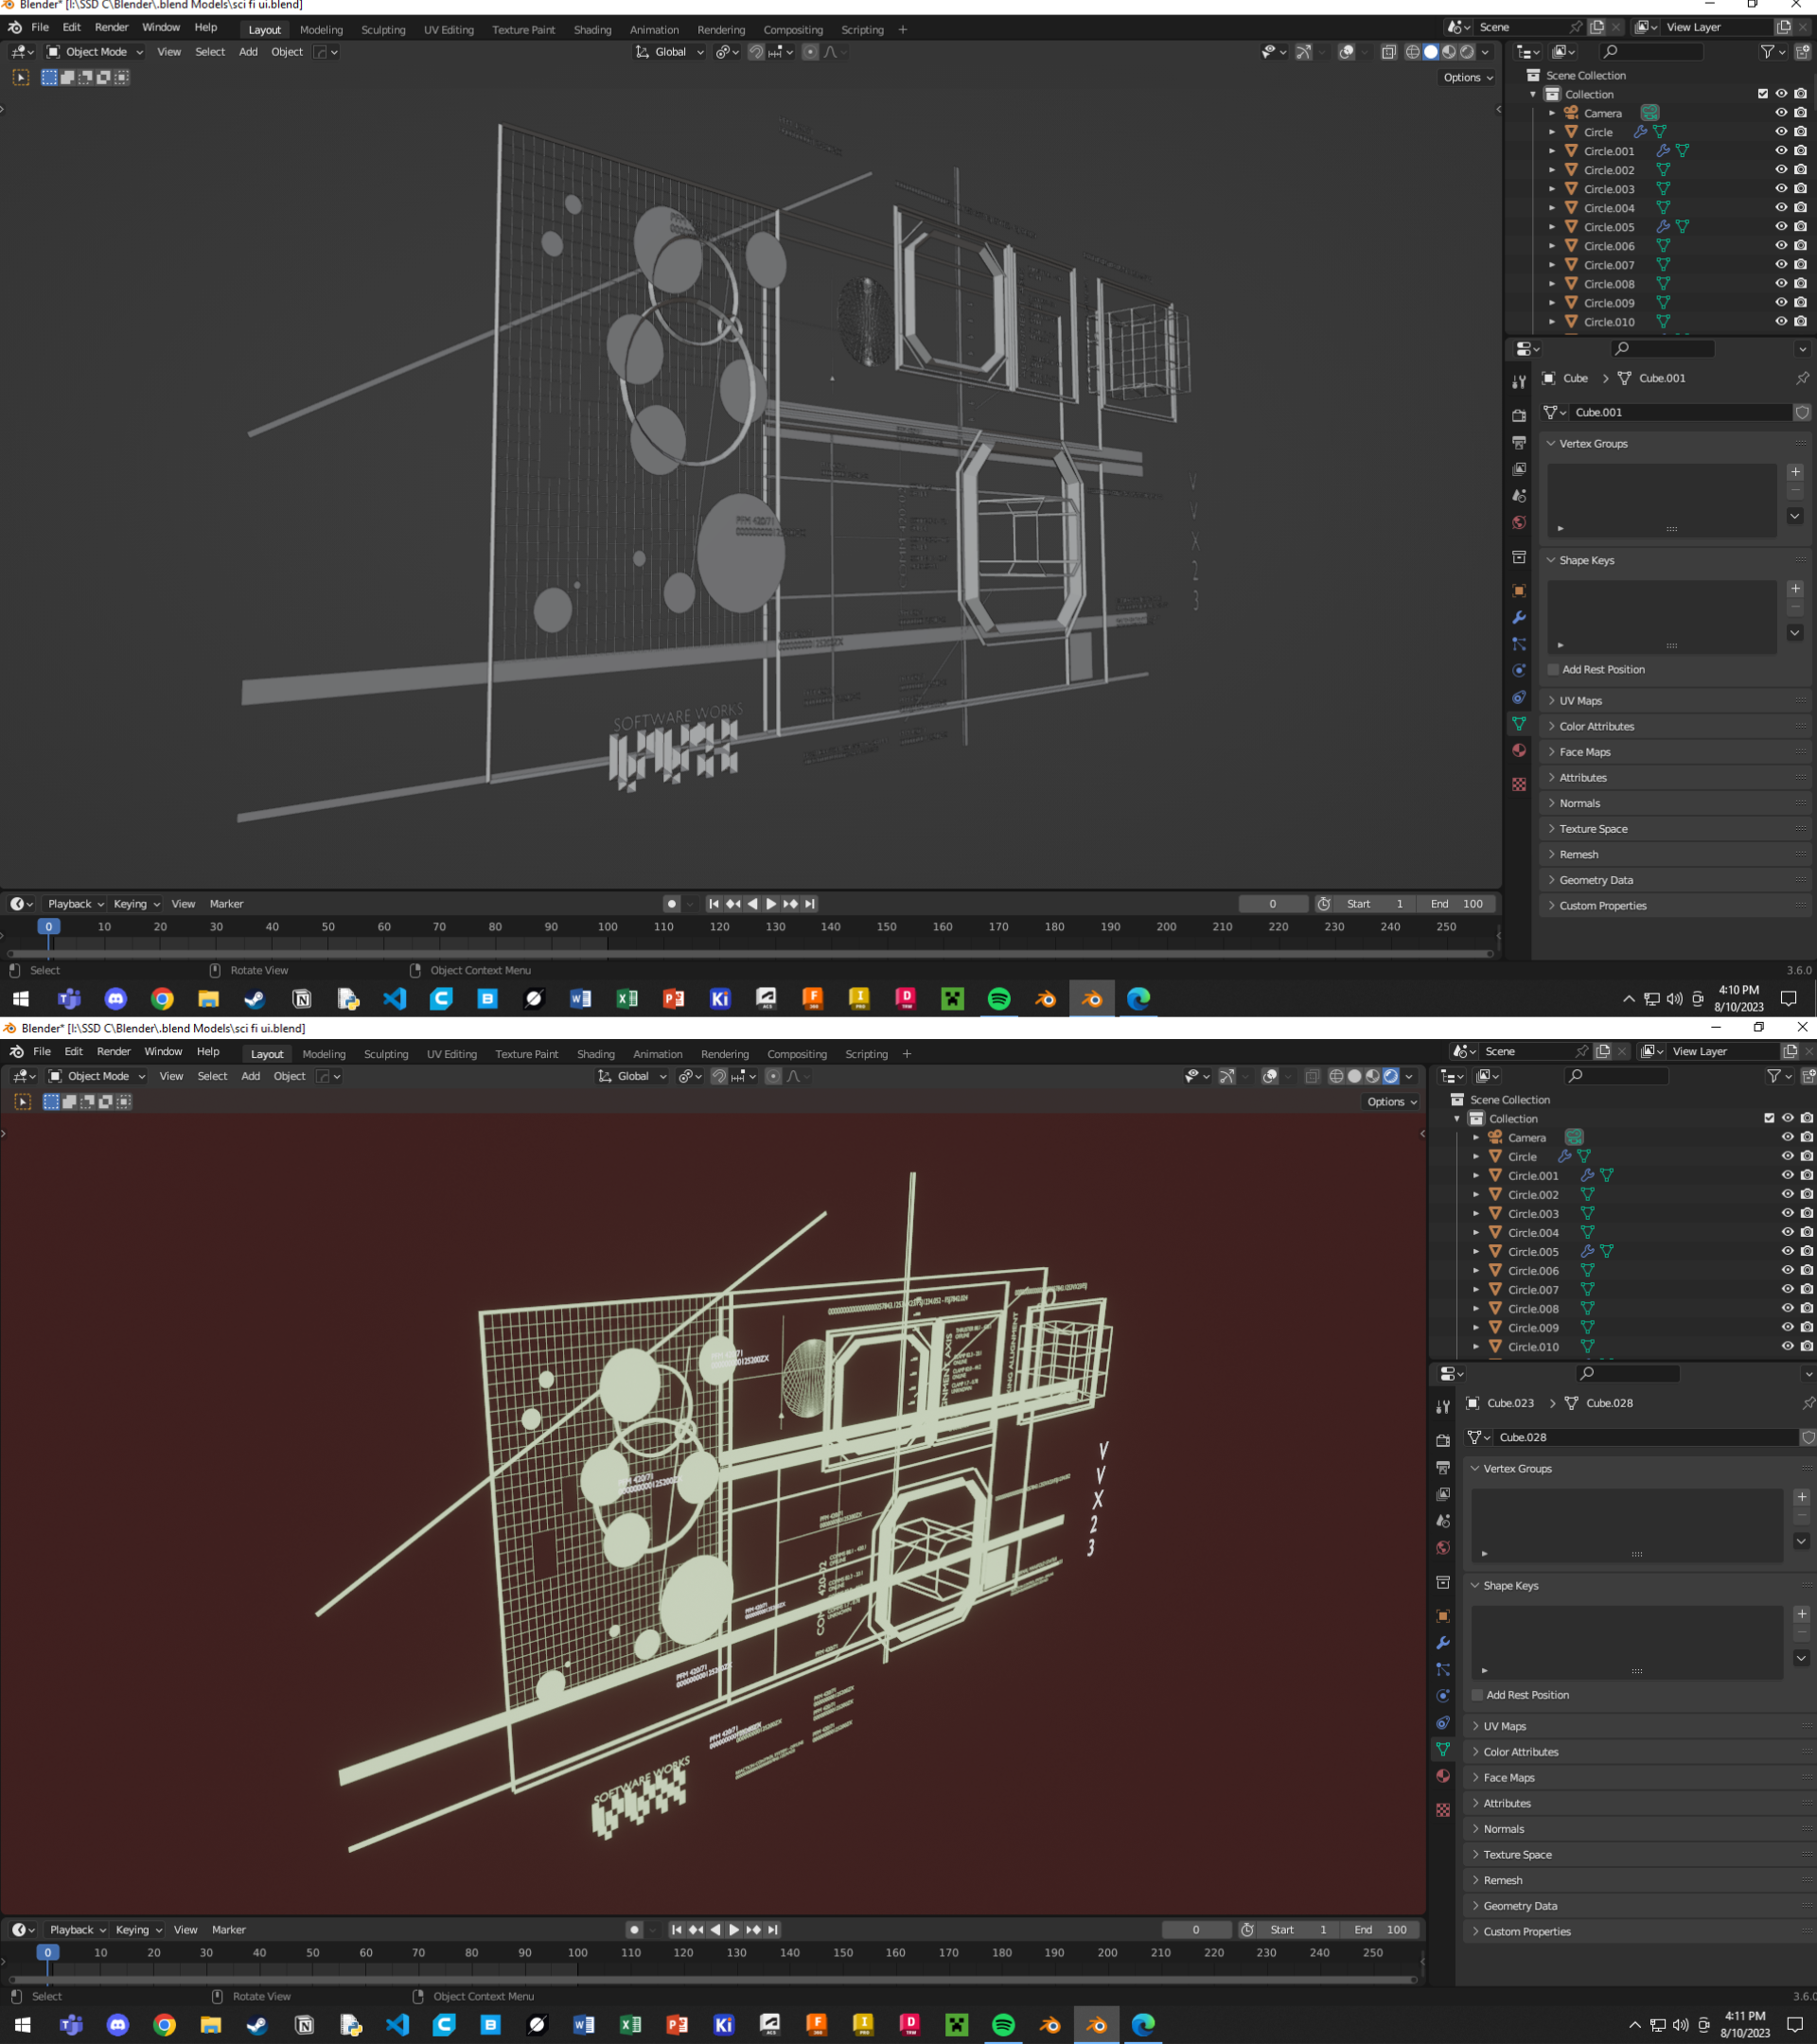 Blender* [I:\SSD C\Blender\.blend Models\sci fi ui.blend]
File Edit Render Window Help Layout Modeling Sculpting UV Editing Texture Paint Shading Animation Rendering Compositing Scripting + Scene View Layer
Object Mode View Select Add Object Global
Options
Scene Collection
Collection
Camera
Circle
Circle.001
Circle.002
Circle.003
Circle.004
Circle.005
Circle.006
Circle.007
Circle.008
Circle.009
Circle.010
Cube > Cube.001
Cube.001
Vertex Groups
Shape Keys
Add Rest Position
UV Maps
Color Attributes
Face Maps
Attributes
Normals
Texture Space
Remesh
Geometry Data
Custom Properties
PFM 420/71
V
V
X
2
3
SOFTWARE WORKS
Playback Keying View Marker 0 Start 1 End 100
0 10 20 30 40 50 60 70 80 90 100 110 120 130 140 150 160 170 180 190 200 210 220 230 240 250
Select Rotate View Object Context Menu 3.6.0
4:10 PM
8/10/2023
Blender* [I:\SSD C\Blender\.blend Models\sci fi ui.blend]
File Edit Render Window Help Layout Modeling Sculpting UV Editing Texture Paint Shading Animation Rendering Compositing Scripting + Scene View Layer
Object Mode View Select Add Object Global
Options
Scene Collection
Collection
Camera
Circle
Circle.001
Circle.002
Circle.003
Circle.004
Circle.005
Circle.006
Circle.007
Circle.008
Circle.009
Circle.010
Cube.023 > Cube.028
Cube.028
Vertex Groups
Shape Keys
Add Rest Position
UV Maps
Color Attributes
Face Maps
Attributes
Normals
Texture Space
Remesh
Geometry Data
Custom Properties
V
V
X
2
3
PFM 420/71
PFM 420/71
PFM 420/71
SOFTWARE WORKS
Playback Keying View Marker 0 Start 1 End 100
0 10 20 30 40 50 60 70 80 90 100 110 120 130 140 150 160 170 180 190 200 210 220 230 240 250
Select Rotate View Object Context Menu 3.6.0
4:11 PM
8/10/2023